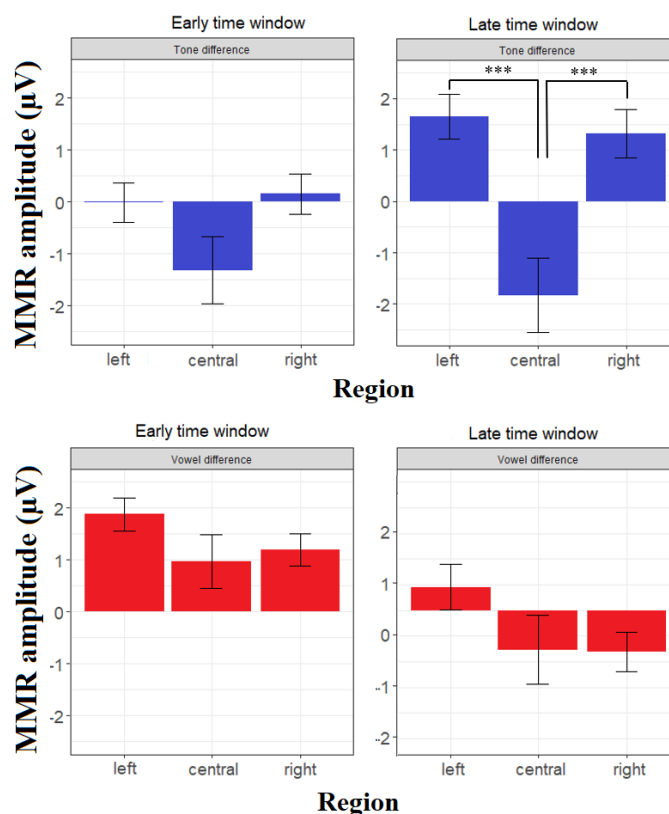 Early time window
Late time window
Tone difference
Tone difference
MMR amplitude (µV)
2
1
0
-1
-2
2
1
0
-1
-2
***
***
left
central
right
left
central
right
Region
Early time window
Late time window
Vowel difference
Vowel difference
MMR amplitude (µV)
2
1
0
-1
-2
2
1
0
-1
-2
left
central
right
left
central
right
Region